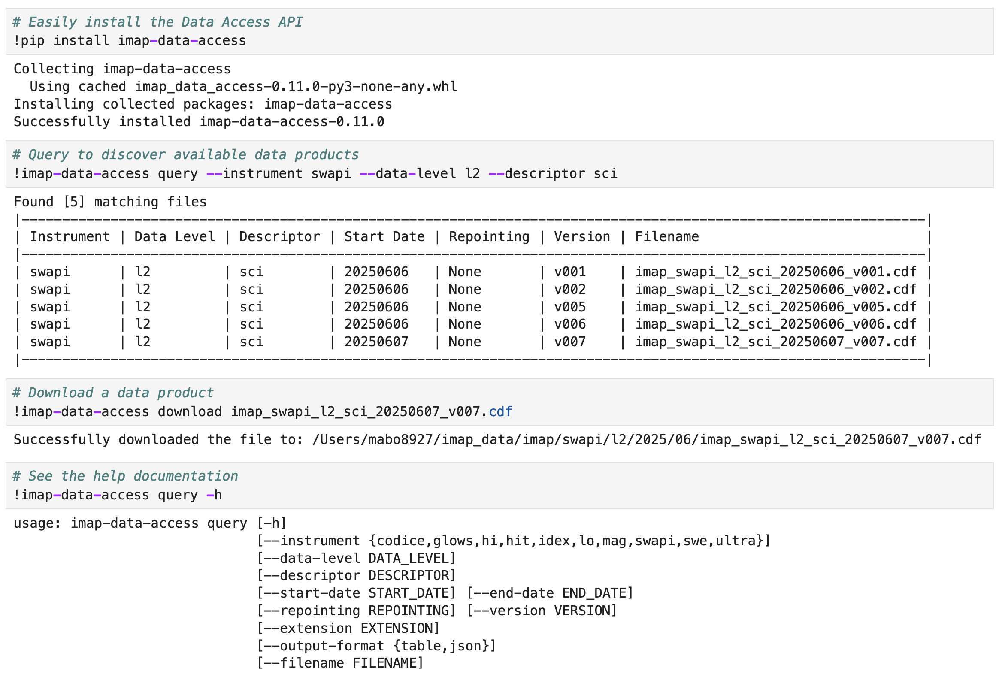 # Easily install the Data Access API
!pip install imap-data-access
Collecting imap-data-access
  Using cached imap_data_access-0.11.0-py3-none-any.whl
Installing collected packages: imap-data-access
Successfully installed imap-data-access-0.11.0
# Query to discover available data products
!imap-data-access query --instrument swapi --data-level l2 --descriptor sci
Found [5] matching files
|----------------------------------------------------------------------------------------------------------------|
| Instrument | Data Level | Descriptor | Start Date | Repointing | Version | Filename                            |
|----------------------------------------------------------------------------------------------------------------|
| swapi      | l2         | sci        | 20250606   | None       | v001    | imap_swapi_l2_sci_20250606_v001.cdf |
| swapi      | l2         | sci        | 20250606   | None       | v002    | imap_swapi_l2_sci_20250606_v002.cdf |
| swapi      | l2         | sci        | 20250606   | None       | v005    | imap_swapi_l2_sci_20250606_v005.cdf |
| swapi      | l2         | sci        | 20250606   | None       | v006    | imap_swapi_l2_sci_20250606_v006.cdf |
| swapi      | l2         | sci        | 20250607   | None       | v007    | imap_swapi_l2_sci_20250607_v007.cdf |
|----------------------------------------------------------------------------------------------------------------|
# Download a data product
!imap-data-access download imap_swapi_l2_sci_20250607_v007.cdf
Successfully downloaded the file to: /Users/mabo8927/imap_data/imap/swapi/l2/2025/06/imap_swapi_l2_sci_20250607_v007.cdf
# See the help documentation
!imap-data-access query -h
usage: imap-data-access query [-h]
                              [--instrument {codice,glows,hi,hit,idex,lo,mag,swapi,swe,ultra}]
                              [--data-level DATA_LEVEL]
                              [--descriptor DESCRIPTOR]
                              [--start-date START_DATE] [--end-date END_DATE]
                              [--repointing REPOINTING] [--version VERSION]
                              [--extension EXTENSION]
                              [--output-format {table,json}]
                              [--filename FILENAME]